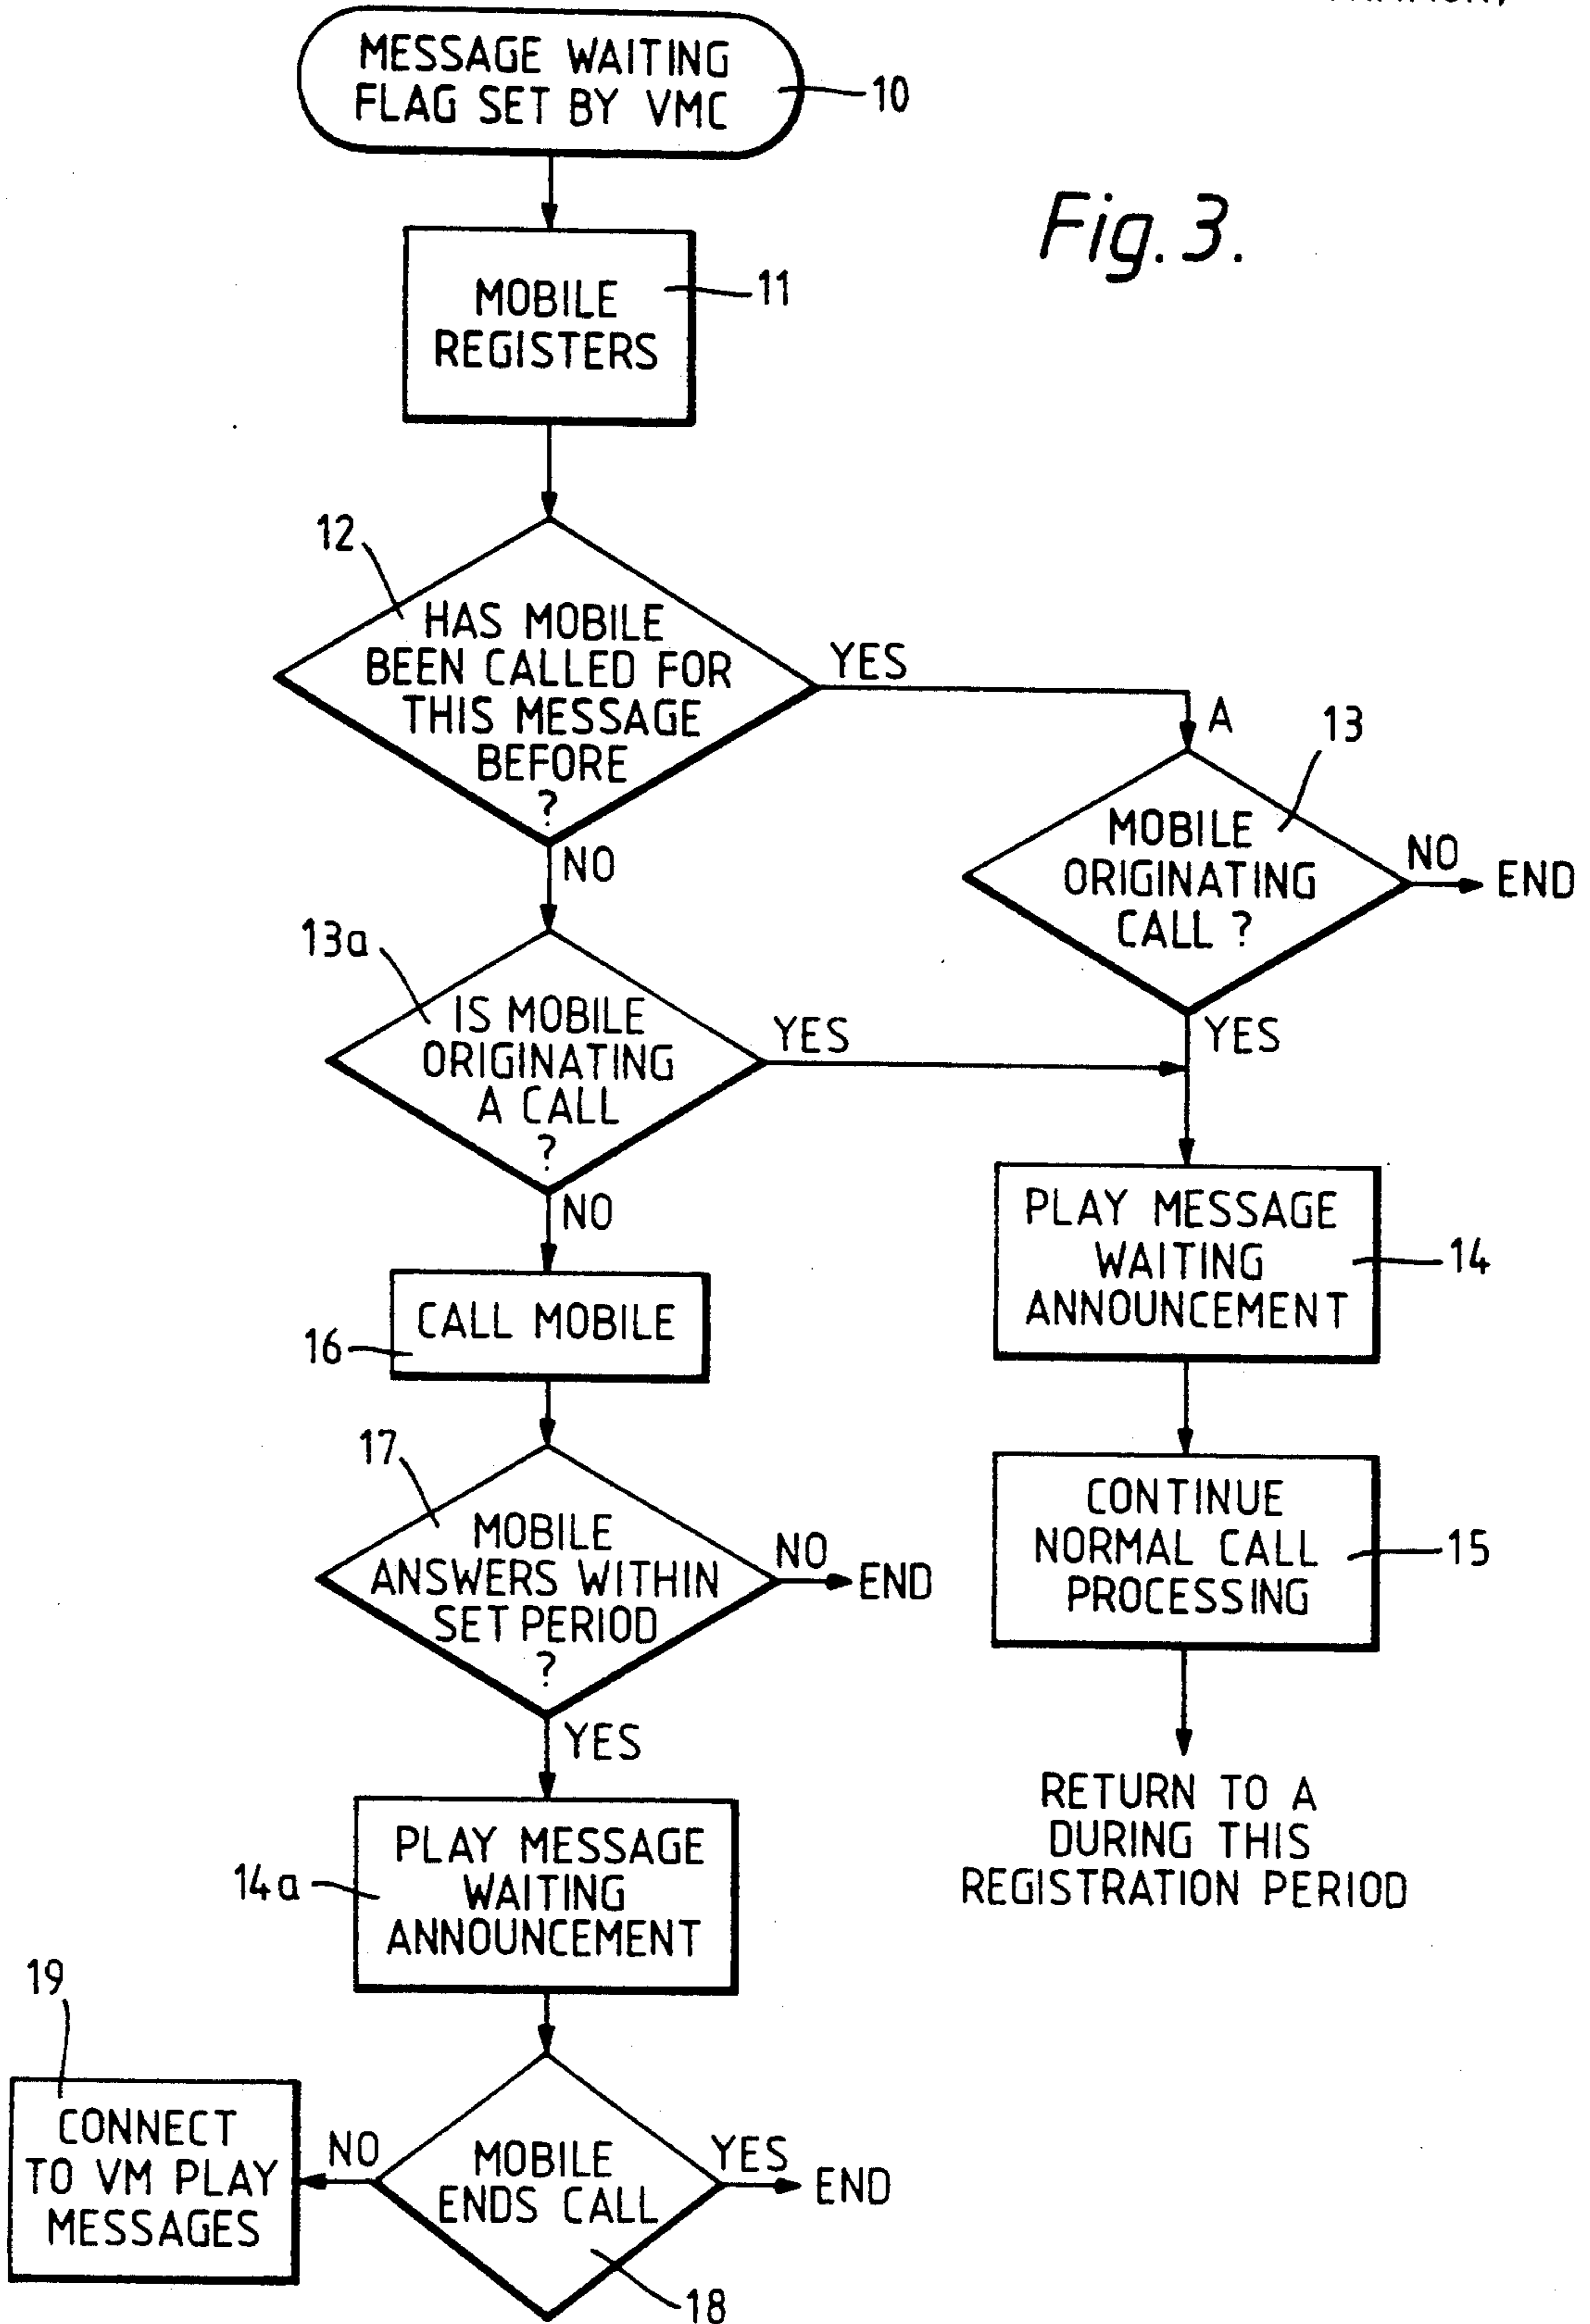 MESSAGE WAITING
FLAG SET BY VMC
10
Fig. 3.
MOBILE
REGISTERS
11
12
HAS MOBILE
BEEN CALLED FOR
THIS MESSAGE
BEFORE
?
YES
A
13
NO
MOBILE
ORIGINATING
CALL ?
NO
END
YES
13a
IS MOBILE
ORIGINATING
A CALL
?
YES
NO
PLAY MESSAGE
WAITING
ANNOUNCEMENT
14
CALL MOBILE
16
17
MOBILE
ANSWERS WITHIN
SET PERIOD
?
NO
END
YES
CONTINUE
NORMAL CALL
PROCESSING
15
RETURN TO A
DURING THIS
REGISTRATION PERIOD
PLAY MESSAGE
WAITING
ANNOUNCEMENT
14a
19
CONNECT
TO VM PLAY
MESSAGES
NO
MOBILE
ENDS CALL
YES
END
18